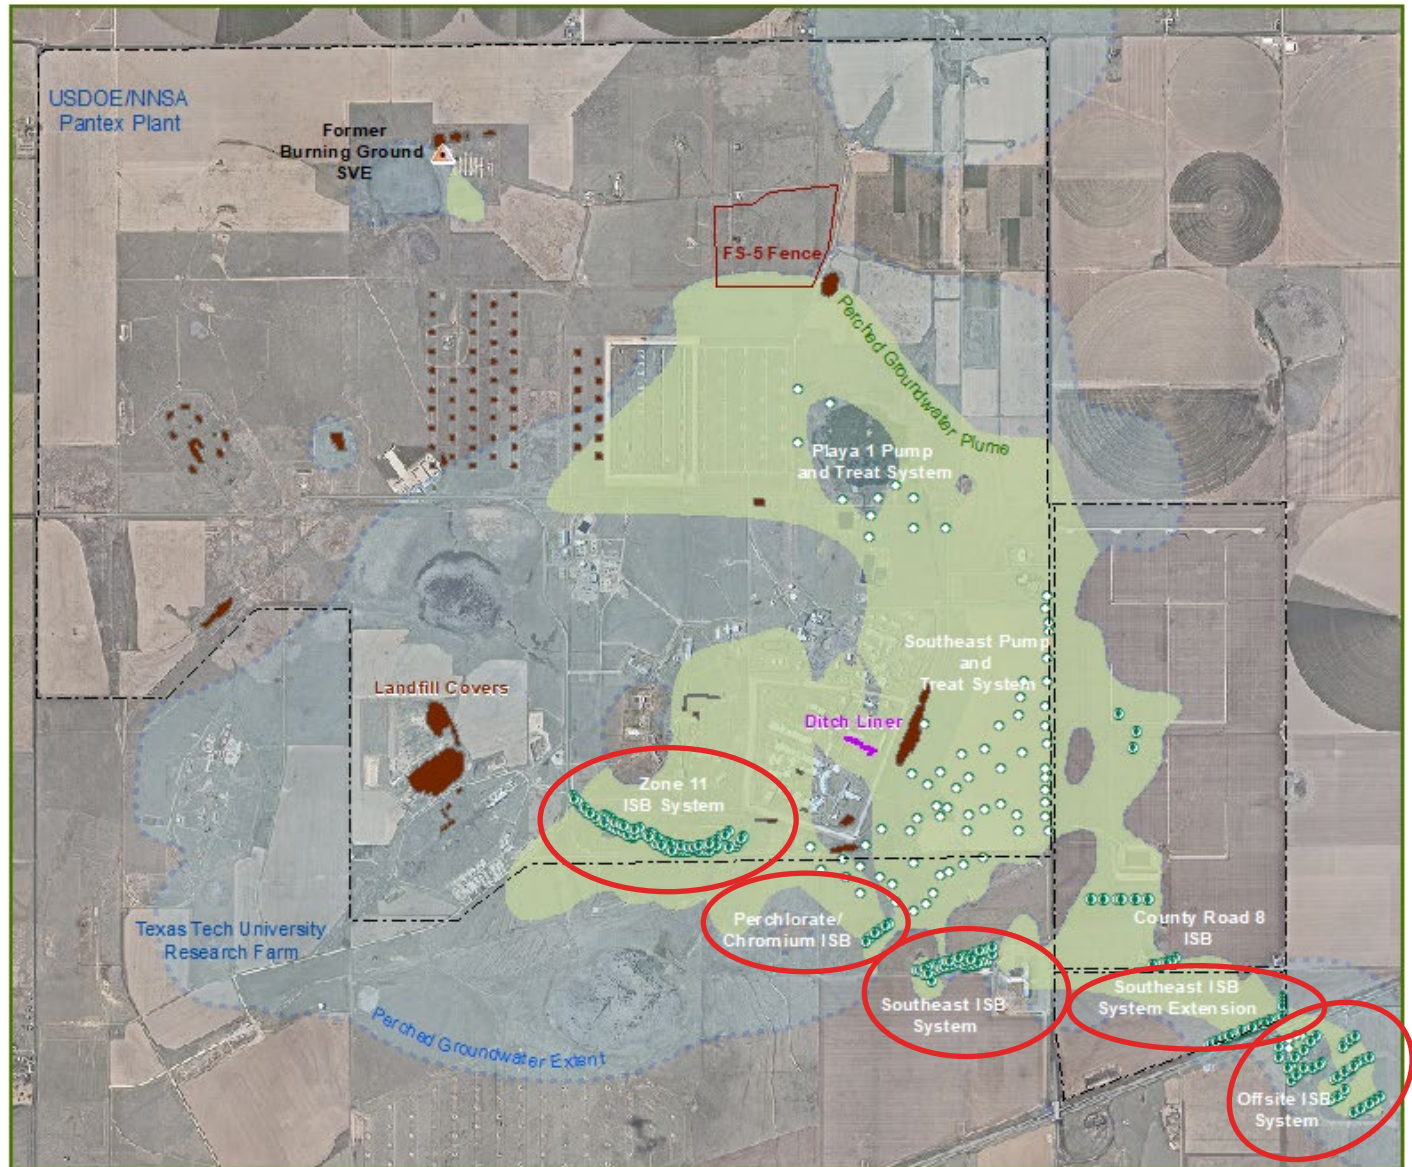 USDOE/NNSA
Pantex Plant
Former
Burning Ground
SVE
FS-5 Fence
Perched Groundwater Plume
Playa 1 Pump
and Treat System
Southeast Pump
and
Treat System
Landfill Covers
Ditch Liner
Zone 11
ISB System
Perchlorate/
Chromium ISB
County Road 8
ISB
Texas Tech University
Research Farm
Southeast ISB
System
Southeast ISB
System Extension
Perched Groundwater Extent
Offsite ISB
System